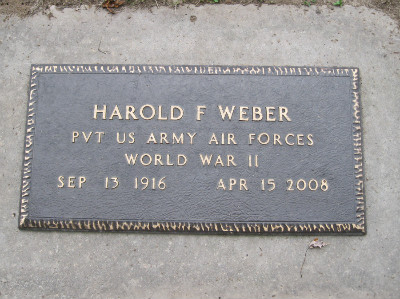 HAROLD F WEBER
PVT US ARMY AIR FORCES
WORLD WAR II
SEP 13 1916 APR 15 2008